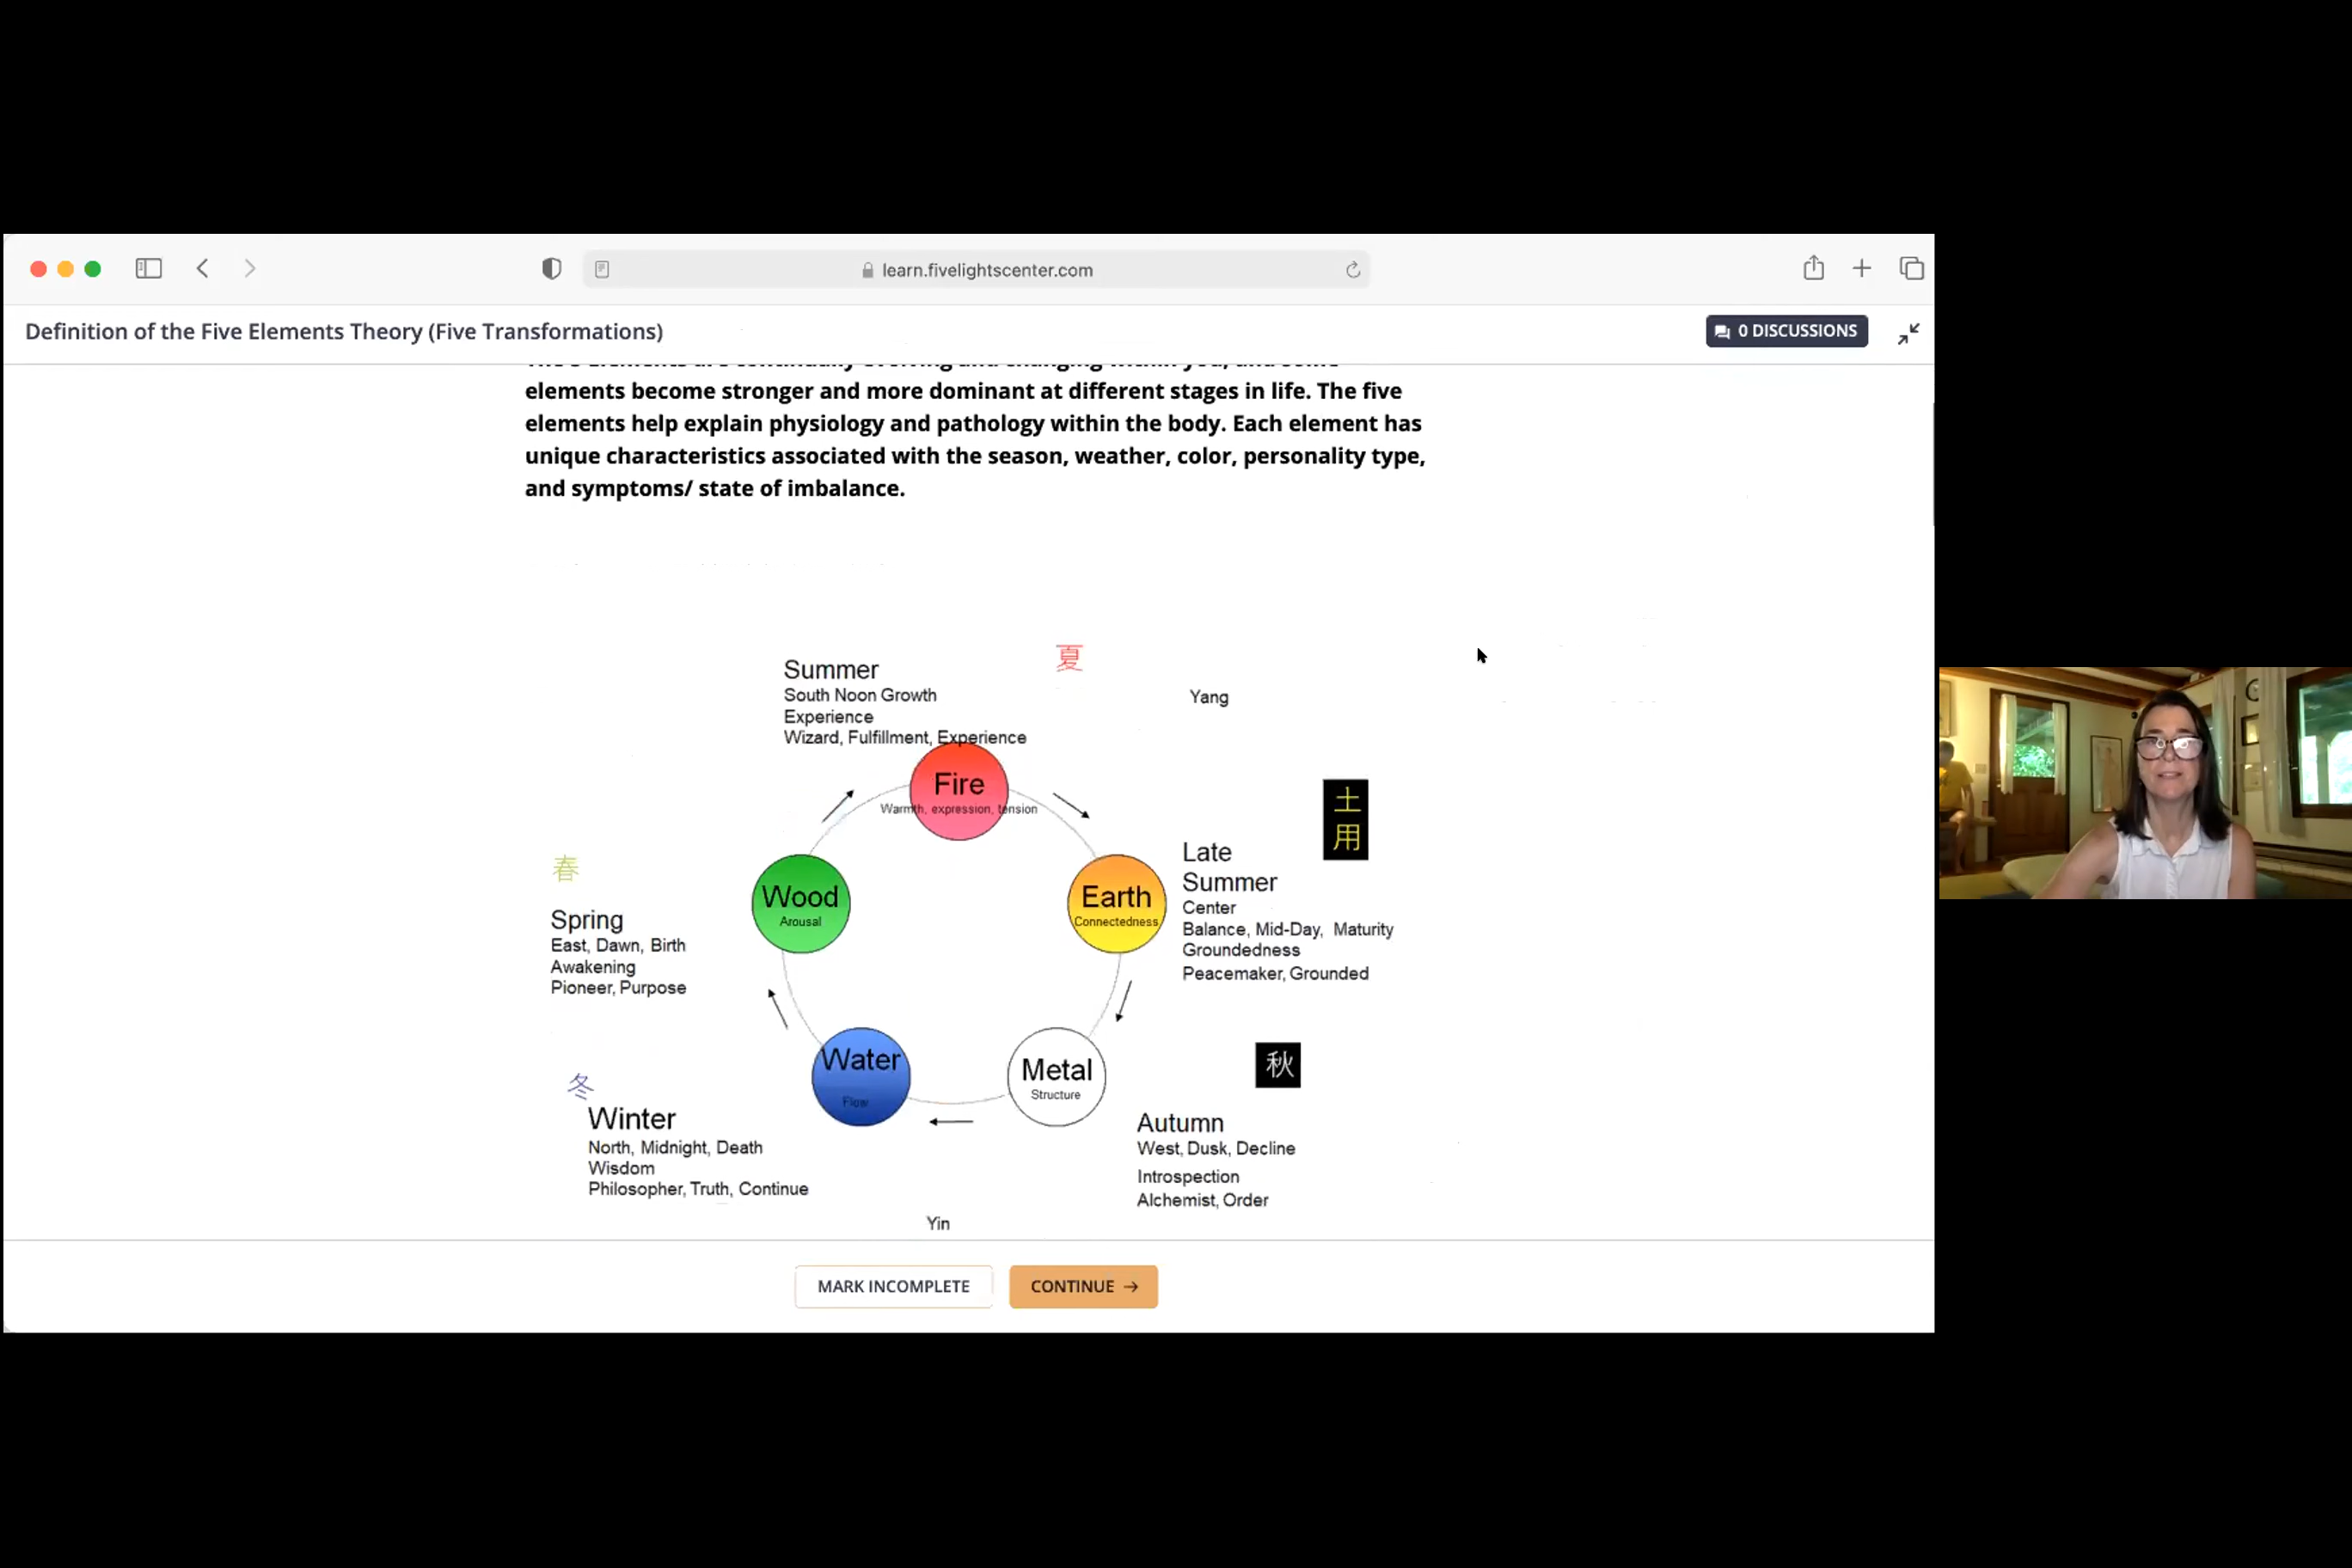 learn.fivelightscenter.com
Definition of the Five Elements Theory (Five Transformations)
0 DISCUSSIONS
elements become stronger and more dominant at different stages in life. The five
elements help explain physiology and pathology within the body. Each element has
unique characteristics associated with the season, weather, color, personality type,
and symptoms/ state of imbalance.
夏
Summer
South Noon Growth
Experience
Wizard, Fulfillment, Experience
Yang
Fire
Warmth, expression, tension
土
用
Late
Summer
Center
Balance, Mid-Day, Maturity
Groundedness
Peacemaker, Grounded
春
Spring
East, Dawn, Birth
Awakening
Pioneer, Purpose
Wood
Arousal
Earth
Connectedness
冬
Winter
North, Midnight, Death
Wisdom
Philosopher, Truth, Continue
Water
Flow
Metal
Structure
秋
Autumn
West, Dusk, Decline
Introspection
Alchemist, Order
Yin
MARK INCOMPLETE
CONTINUE →